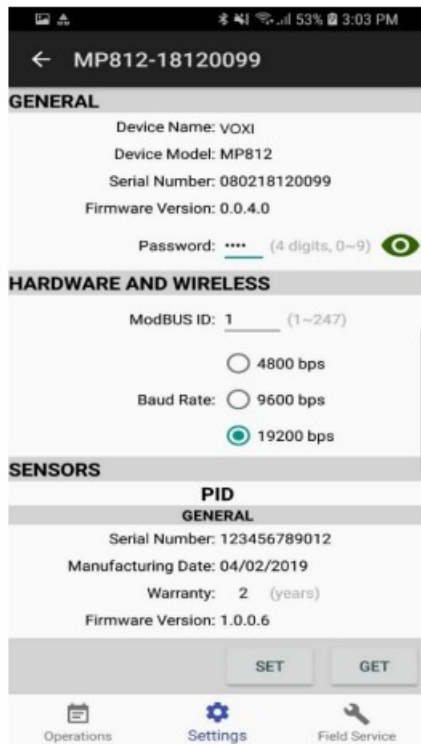 53% 3:03 PM
MP812-18120099
GENERAL
Device Name: VOXI
Device Model: MP812
Serial Number: 080218120099
Firmware Version: 0.0.4.0
Password: •••• (4 digits, 0~9)
HARDWARE AND WIRELESS
ModBUS ID: 1 (1~247)
4800 bps
Baud Rate: 9600 bps
19200 bps
SENSORS
PID
GENERAL
Serial Number: 123456789012
Manufacturing Date: 04/02/2019
Warranty: 2 (years)
Firmware Version: 1.0.0.6
SET GET
Operations Settings Field Service